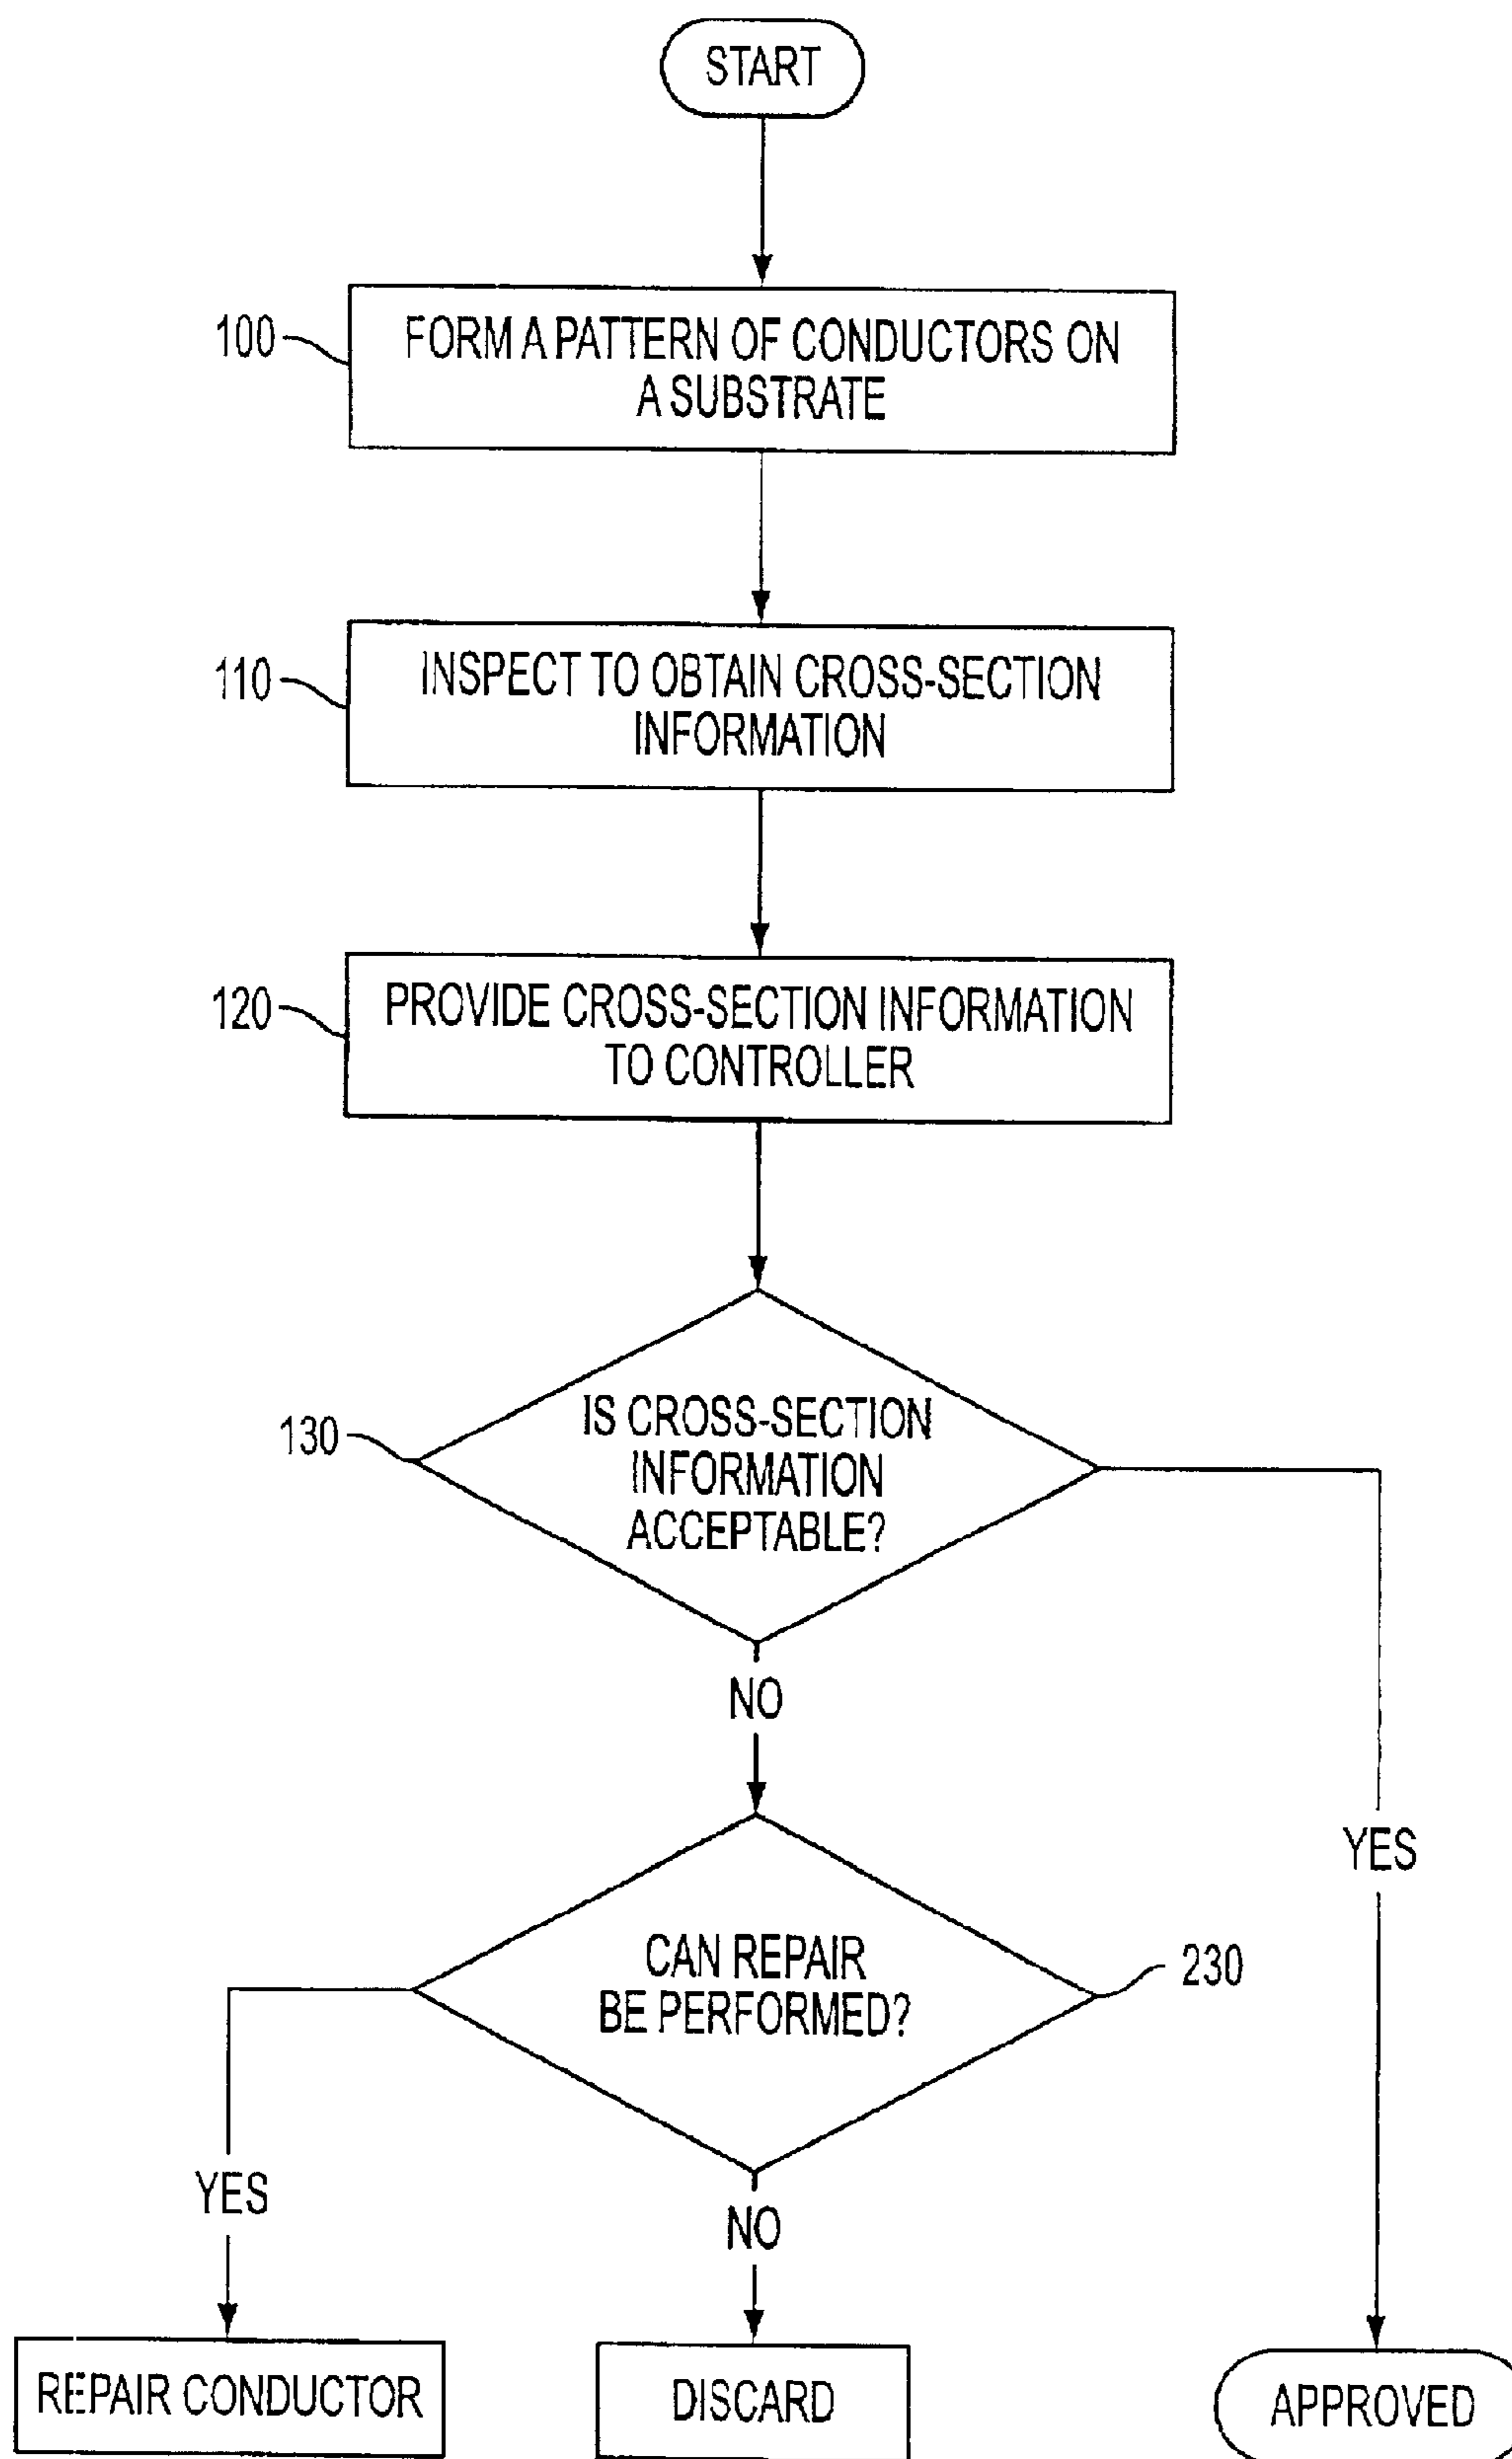 START
100
FORM A PATTERN OF CONDUCTORS ON
A SUBSTRATE
110
INSPECT TO OBTAIN CROSS-SECTION
INFORMATION
120
PROVIDE CROSS-SECTION INFORMATION
TO CONTROLLER
130
IS CROSS-SECTION
INFORMATION
ACCEPTABLE?
NO
YES
CAN REPAIR
BE PERFORMED?
230
YES
NO
REPAIR CONDUCTOR
DISCARD
APPROVED